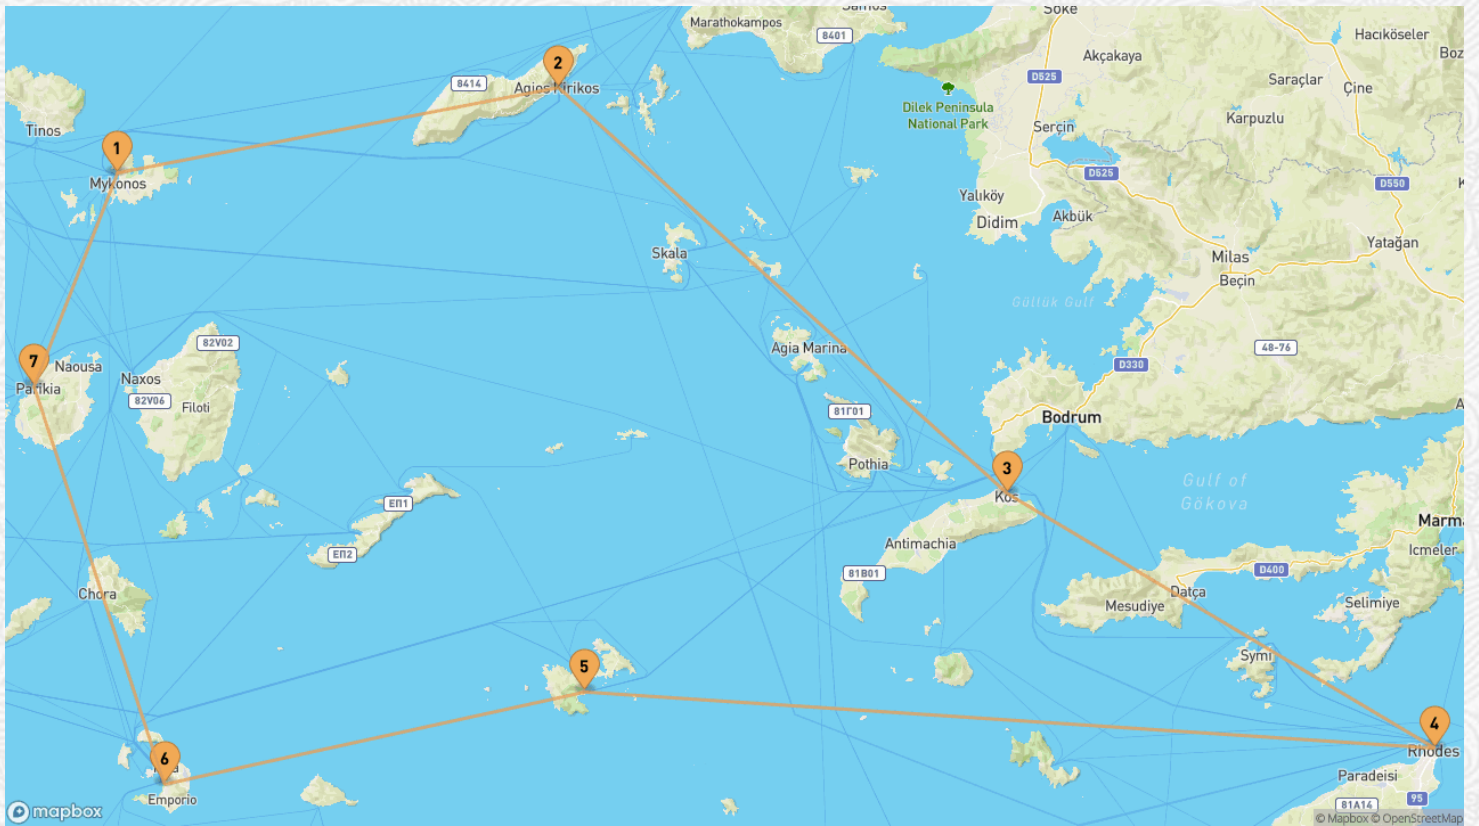 Samos
Söke
Marathokampos
8401
Hacıköseler
Akçakaya
Boz
2
D525
Saraçlar
Çine
8414
Agios Kirikos
Dilek Peninsula
National Park
Karpuzlu
Tinos
Serçin
1
D525
Mykonos
D550
Yalıköy
Didim
Akbük
Yatağan
Skala
Milas
Beçin
Güllük Gulf
82V02
Agia Marina
48-76
7
Naousa
D330
Parikia
Naxos
82V06
Filoti
81Γ01
Bodrum
Pothia
3
Gulf of
Gökova
Kos
ΕΠ1
Marm
Antimachia
Icmeler
ΕΠ2
81B01
D400
Chora
Datça
Mesudiye
Selimiye
Symi
5
4
Rhodes
6
Paradeisi
Emporio
95
81A14
mapbox
© Mapbox © OpenStreetMap